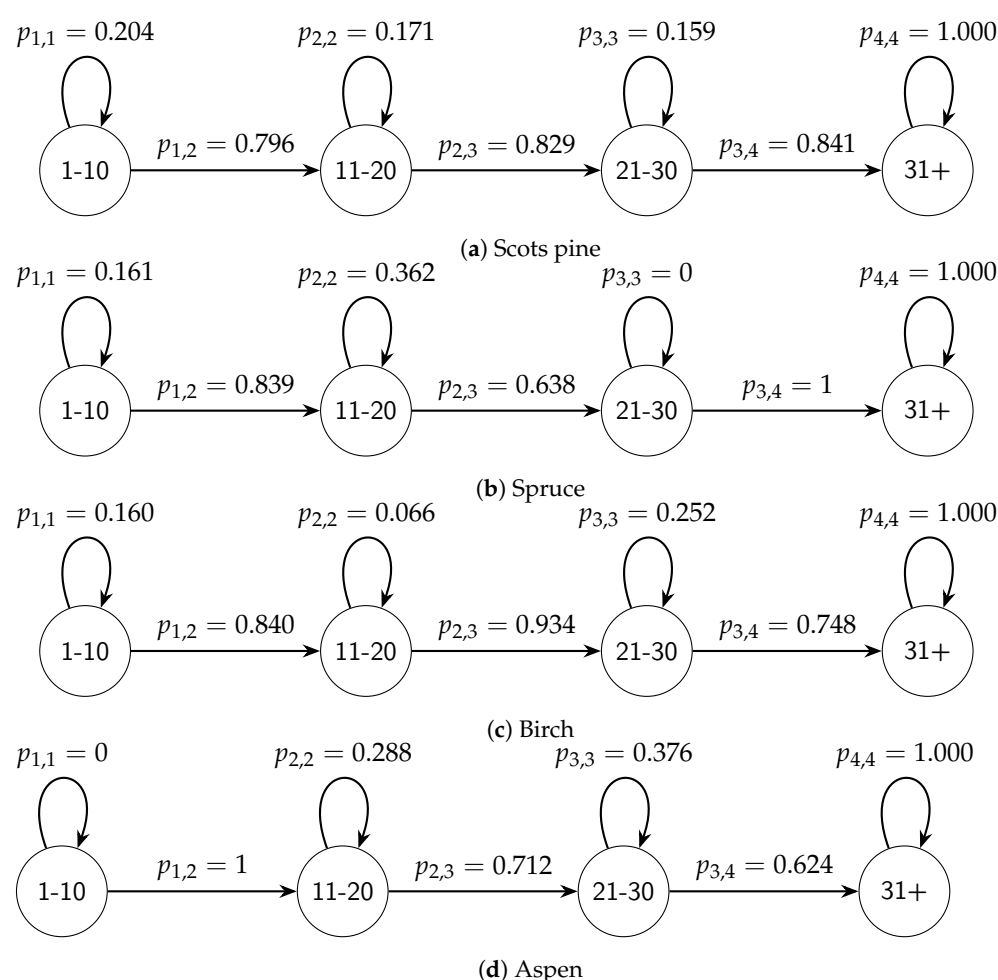 p1,1 = 0.204 p2,2 = 0.171 p3,3 = 0.159 p4,4 = 1.000
p1,2 = 0.796 p2,3 = 0.829 p3,4 = 0.841
1-10 11-20 21-30 31+
(a) Scots pine
p1,1 = 0.161 p2,2 = 0.362 p3,3 = 0 p4,4 = 1.000
p1,2 = 0.839 p2,3 = 0.638 p3,4 = 1
1-10 11-20 21-30 31+
(b) Spruce
p1,1 = 0.160 p2,2 = 0.066 p3,3 = 0.252 p4,4 = 1.000
p1,2 = 0.840 p2,3 = 0.934 p3,4 = 0.748
1-10 11-20 21-30 31+
(c) Birch
p1,1 = 0 p2,2 = 0.288 p3,3 = 0.376 p4,4 = 1.000
p1,2 = 1 p2,3 = 0.712 p3,4 = 0.624
1-10 11-20 21-30 31+
(d) Aspen